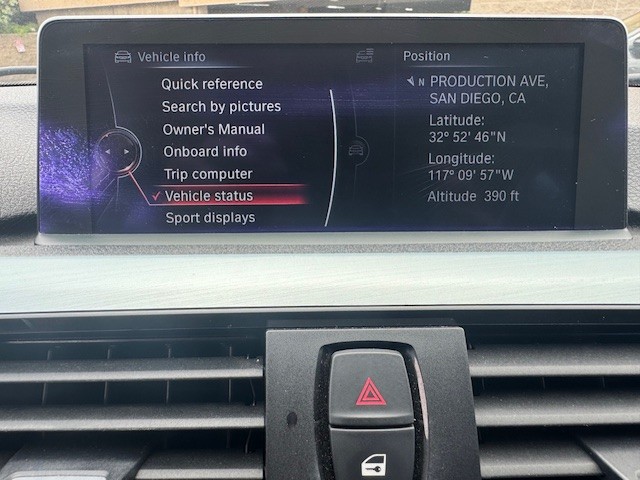 Vehicle info
Quick reference
Search by pictures
Owner's Manual
Onboard info
Trip computer
Vehicle status
Sport displays
Position
N PRODUCTION AVE,
SAN DIEGO, CA
Latitude:
32° 52' 46"N
Longitude:
117° 09' 57"W
Altitude 390 ft